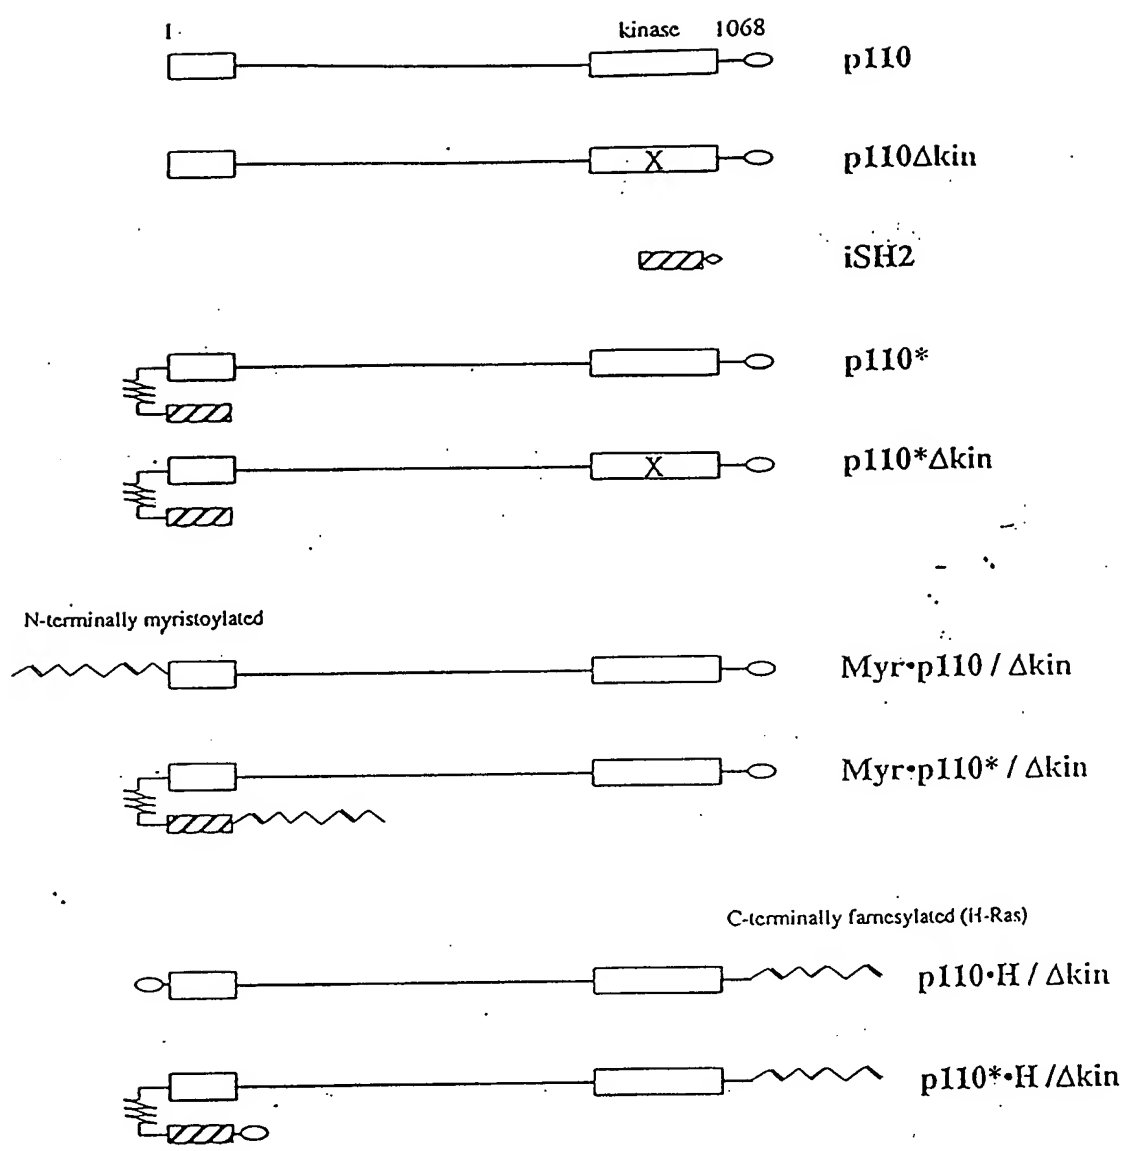 1 kinase 1068
p110
X
p110Δkin
iSH2
p110*
X
p110*Δkin
N-terminally myristoylated
Myr•p110 / Δkin
Myr•p110* / Δkin
C-terminally farnesylated (H-Ras)
p110•H / Δkin
p110*•H /Δkin